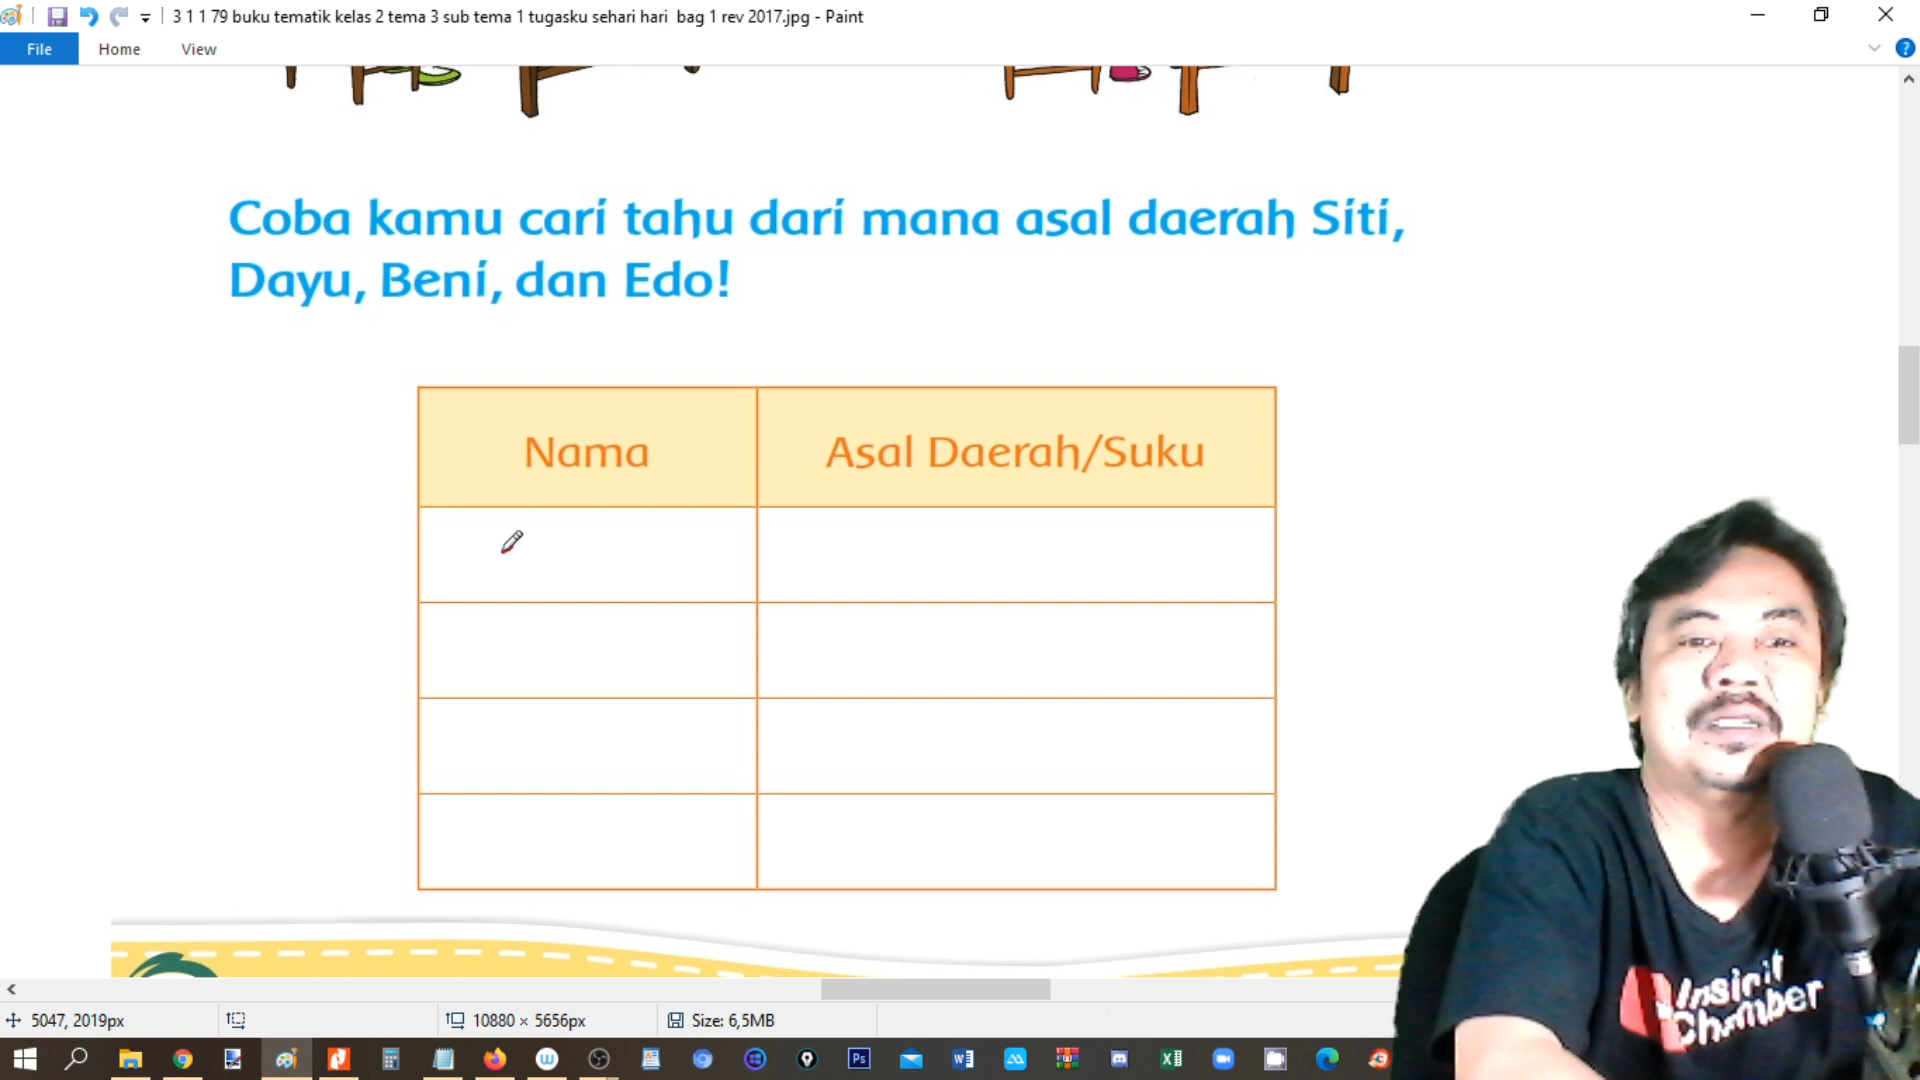 3 1 1 79 buku tematik kelas 2 tema 3 sub tema 1 tugasku sehari hari bag 1 rev 2017.jpg - Paint
File Home View
Coba kamu cari tahu dari mana asal daerah Siti,
Dayu, Beni, dan Edo!
Nama Asal Daerah/Suku
Insirit
Chamber
5047, 2019px 10880 × 5656px Size: 6,5MB